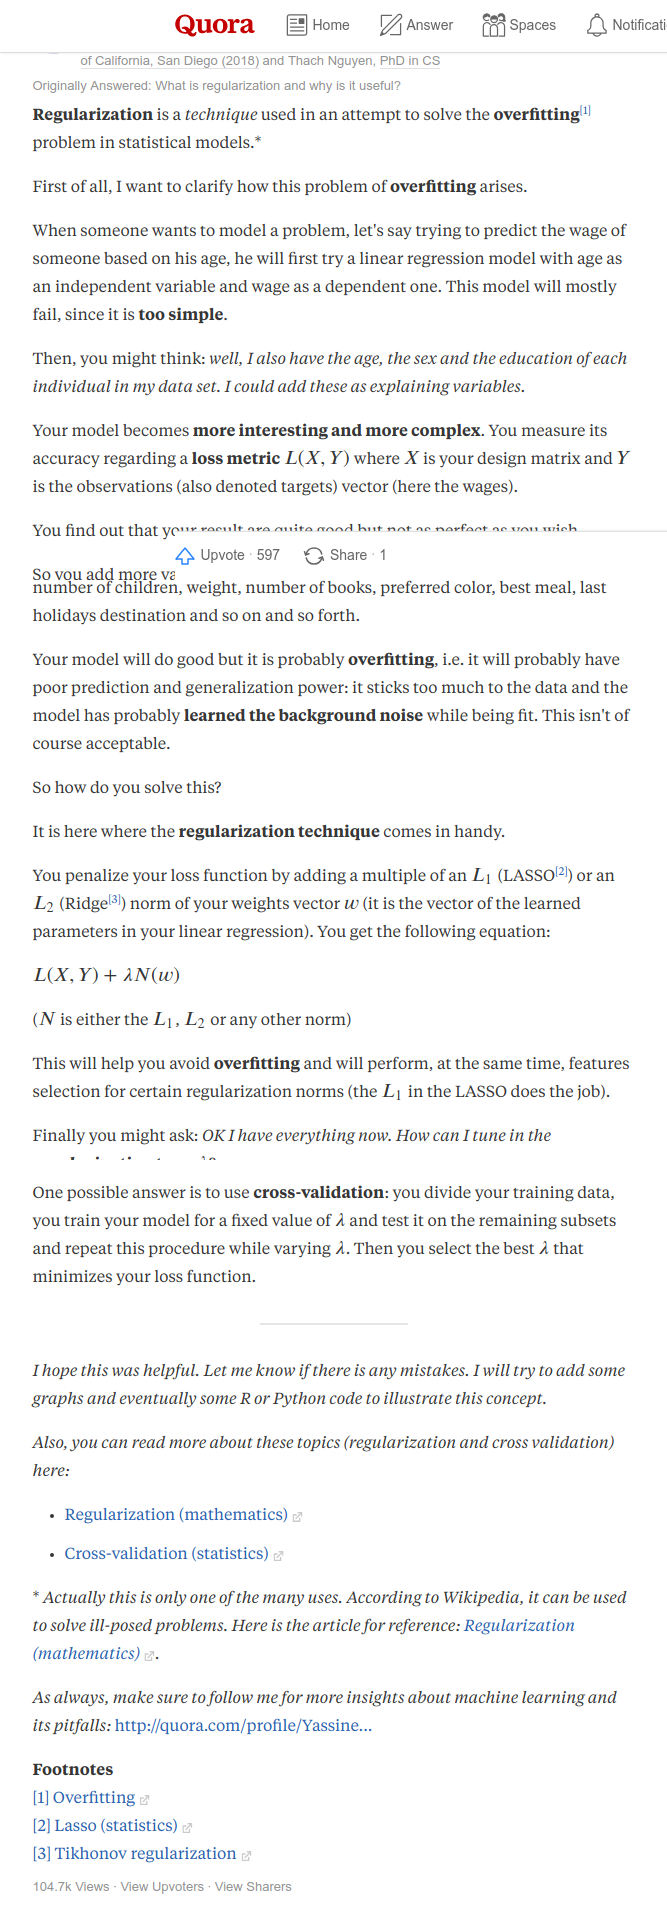 Quora Home Answer Spaces Notificati
of California, San Diego (2018) and Thach Nguyen, PhD in CS
Originally Answered: What is regularization and why is it useful?
Regularization is a technique used in an attempt to solve the overfitting[1]
problem in statistical models.*
First of all, I want to clarify how this problem of overfitting arises.
When someone wants to model a problem, let's say trying to predict the wage of
someone based on his age, he will first try a linear regression model with age as
an independent variable and wage as a dependent one. This model will mostly
fail, since it is too simple.
Then, you might think: well, I also have the age, the sex and the education of each
individual in my data set. I could add these as explaining variables.
Your model becomes more interesting and more complex. You measure its
accuracy regarding a loss metric L(X, Y) where X is your design matrix and Y
is the observations (also denoted targets) vector (here the wages).
You find out that your result are quite good but not as perfect as you wish
Upvote · 597 Share · 1
So you add more va
number of children, weight, number of books, preferred color, best meal, last
holidays destination and so on and so forth.
Your model will do good but it is probably overfitting, i.e. it will probably have
poor prediction and generalization power: it sticks too much to the data and the
model has probably learned the background noise while being fit. This isn't of
course acceptable.
So how do you solve this?
It is here where the regularization technique comes in handy.
You penalize your loss function by adding a multiple of an L₁ (LASSO[2]) or an
L₂ (Ridge[3]) norm of your weights vector w (it is the vector of the learned
parameters in your linear regression). You get the following equation:
L(X, Y) + λN(w)
(N is either the L₁, L₂ or any other norm)
This will help you avoid overfitting and will perform, at the same time, features
selection for certain regularization norms (the L₁ in the LASSO does the job).
Finally you might ask: OK I have everything now. How can I tune in the
One possible answer is to use cross-validation: you divide your training data,
you train your model for a fixed value of λ and test it on the remaining subsets
and repeat this procedure while varying λ. Then you select the best λ that
minimizes your loss function.
I hope this was helpful. Let me know if there is any mistakes. I will try to add some
graphs and eventually some R or Python code to illustrate this concept.
Also, you can read more about these topics (regularization and cross validation)
here:
• Regularization (mathematics)
• Cross-validation (statistics)
* Actually this is only one of the many uses. According to Wikipedia, it can be used
to solve ill-posed problems. Here is the article for reference: Regularization
(mathematics).
As always, make sure to follow me for more insights about machine learning and
its pitfalls: http://quora.com/profile/Yassine...
Footnotes
[1] Overfitting
[2] Lasso (statistics)
[3] Tikhonov regularization
104.7k Views · View Upvoters · View Sharers